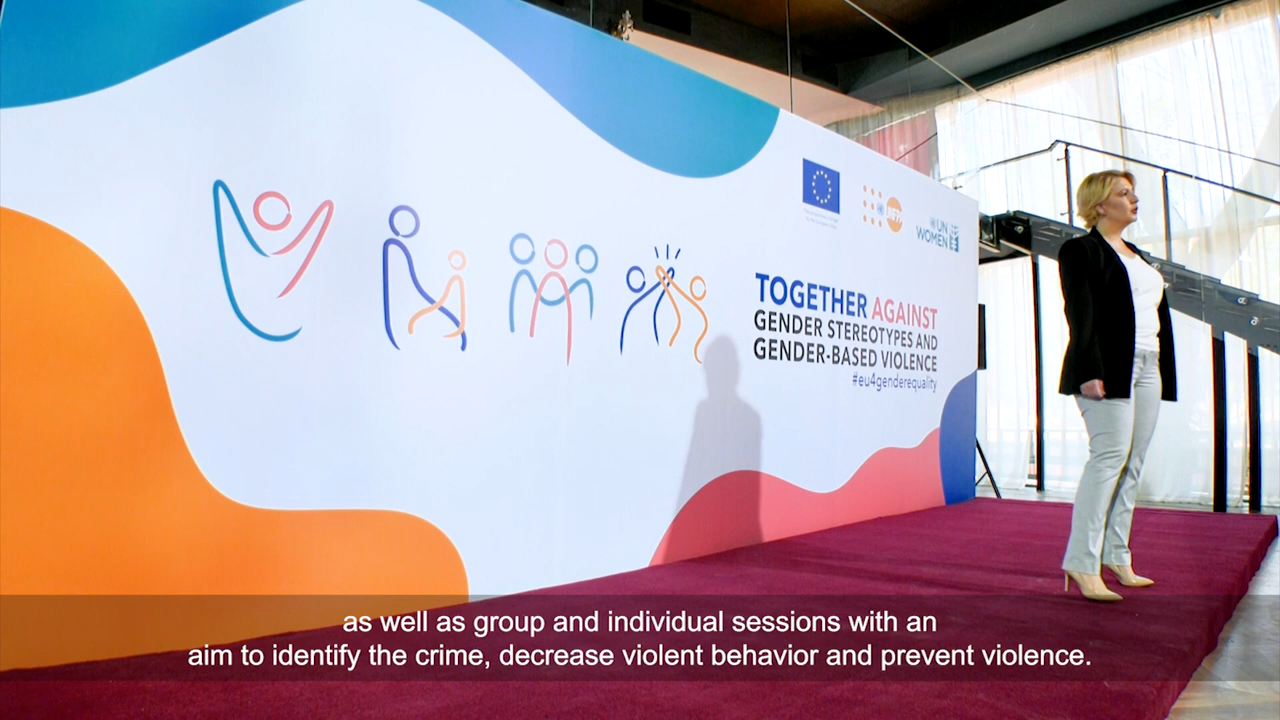 UNFPA
UN
WOMEN
TOGETHER AGAINST
GENDER STEREOTYPES AND
GENDER-BASED VIOLENCE
#eu4genderequality
as well as group and individual sessions with an
aim to identify the crime, decrease violent behavior and prevent violence.